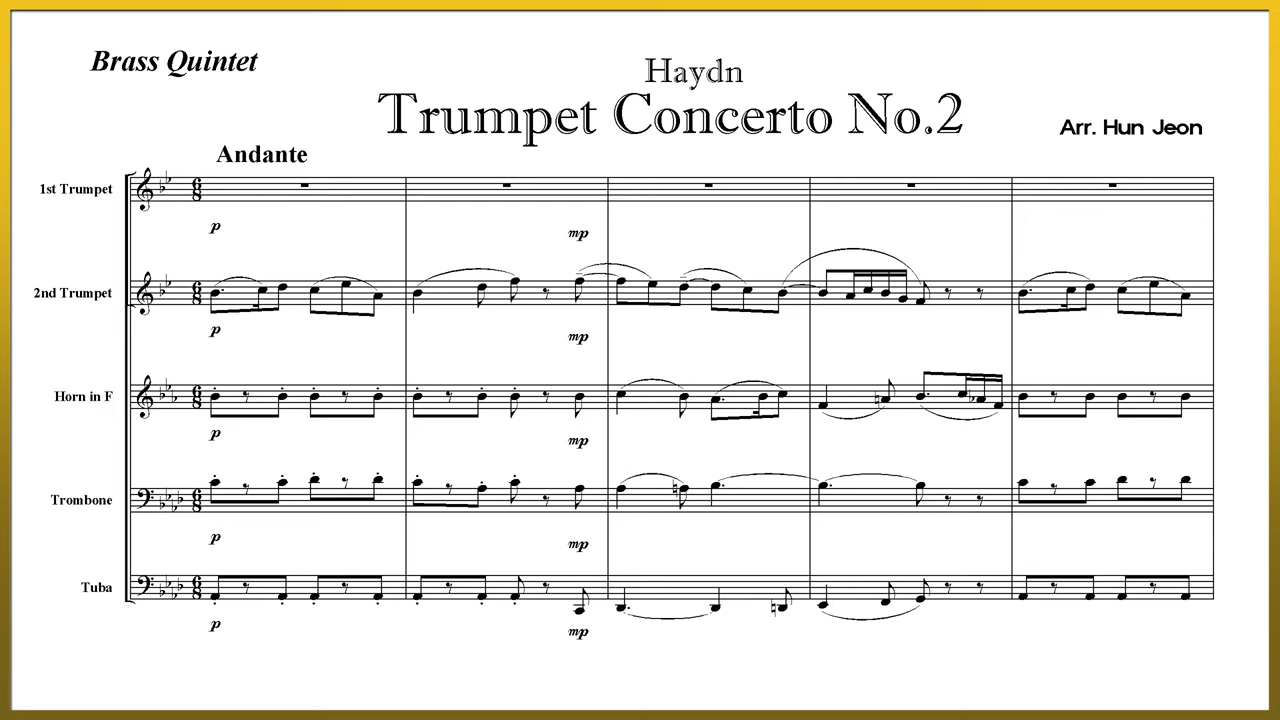 Brass Quintet
Haydn
Trumpet Concerto No.2
Arr. Hun Jeon
Andante
1st Trumpet
p
mp
2nd Trumpet
p
mp
Horn in F
p
mp
Trombone
p
mp
Tuba
p
mp